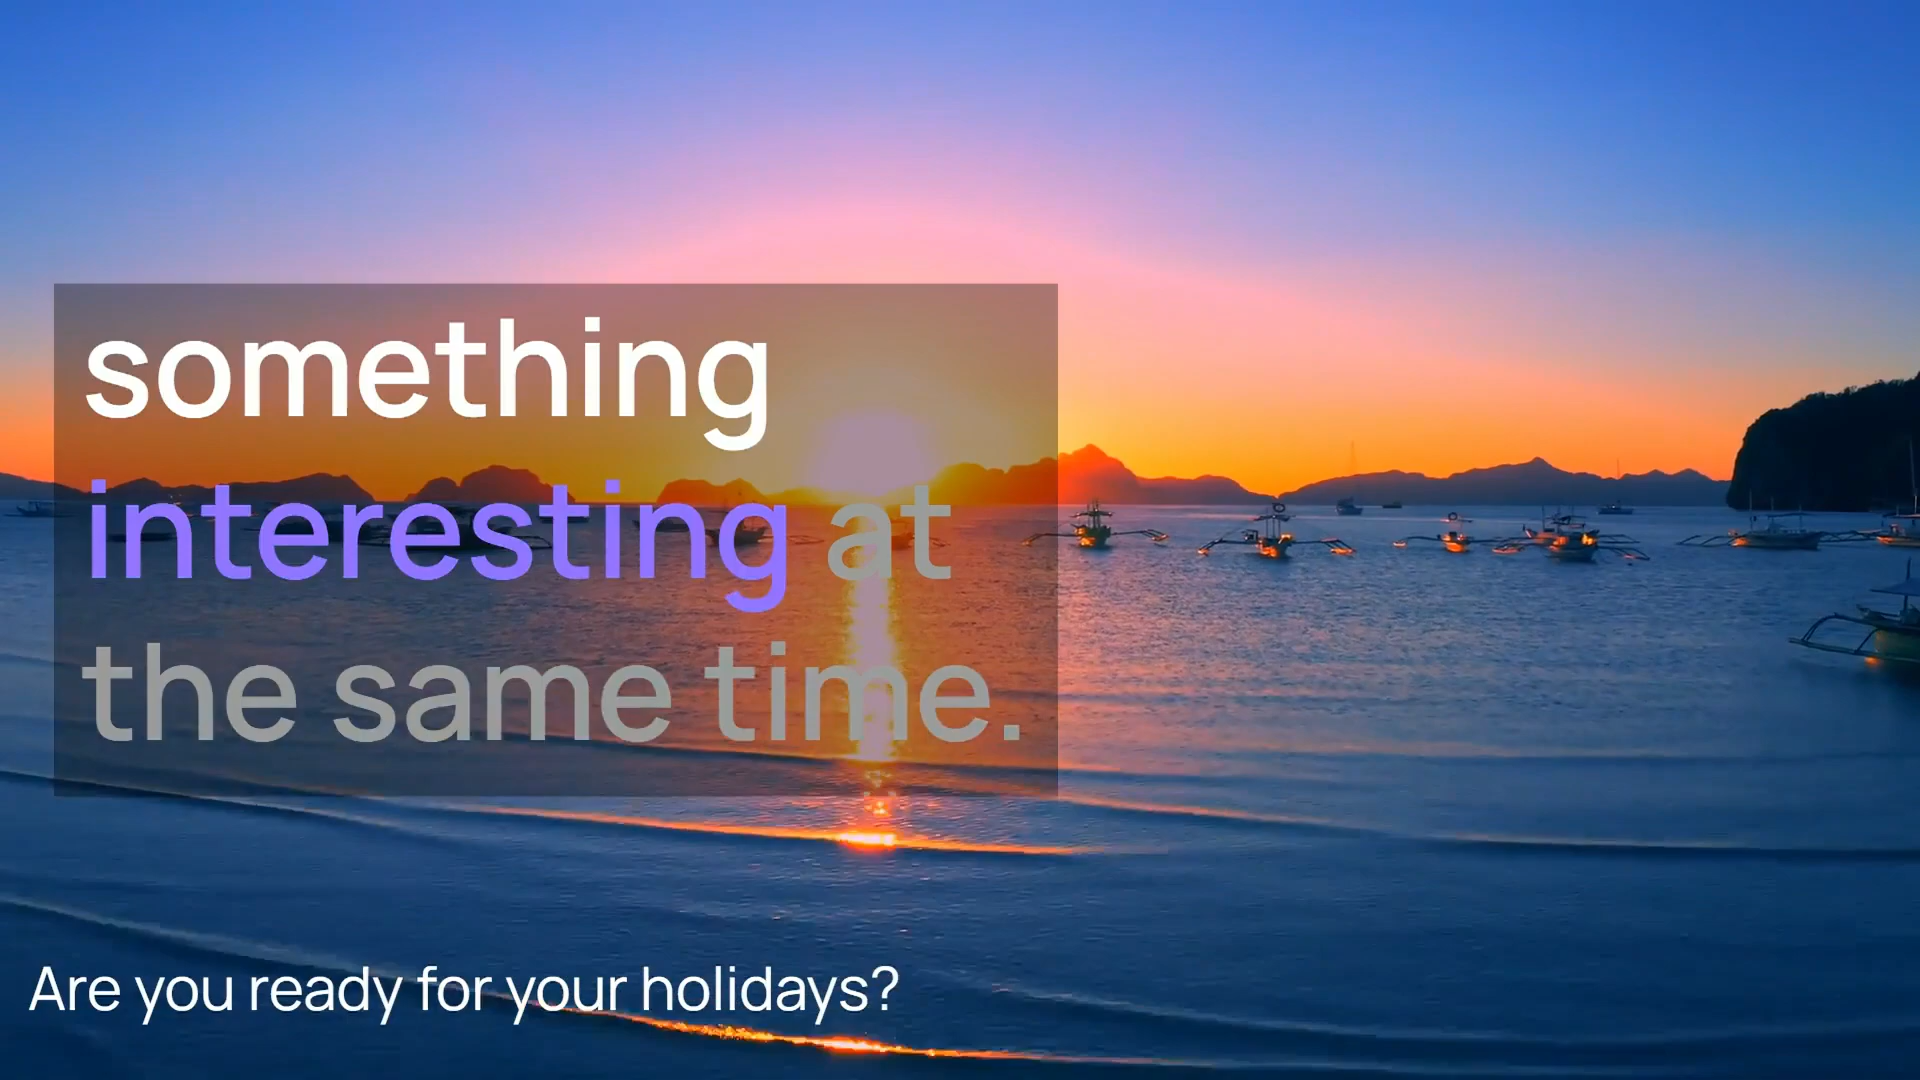 something
interesting at
the same time.
Are you ready for your holidays?